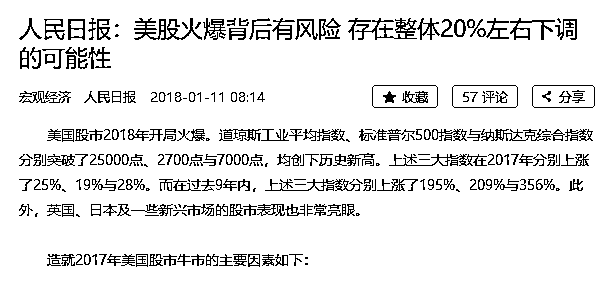 人民日报：美股火爆背后有风险 存在整体20%左右下调
的可能性
宏观经济 人民日报 2018-01-11 08:14 收藏 57 评论 分享
美国股市2018年开局火爆。道琼斯工业平均指数、标准普尔500指数与纳斯达克综合指数
分别突破了25000点、2700点与7000点，均创下历史新高。上述三大指数在2017年分别上涨
了25%、19%与28%。而在过去9年内，上述三大指数分别上涨了195%、209%与356%。此
外，英国、日本及一些新兴市场的股市表现也非常亮眼。
造就2017年美国股市牛市的主要因素如下：